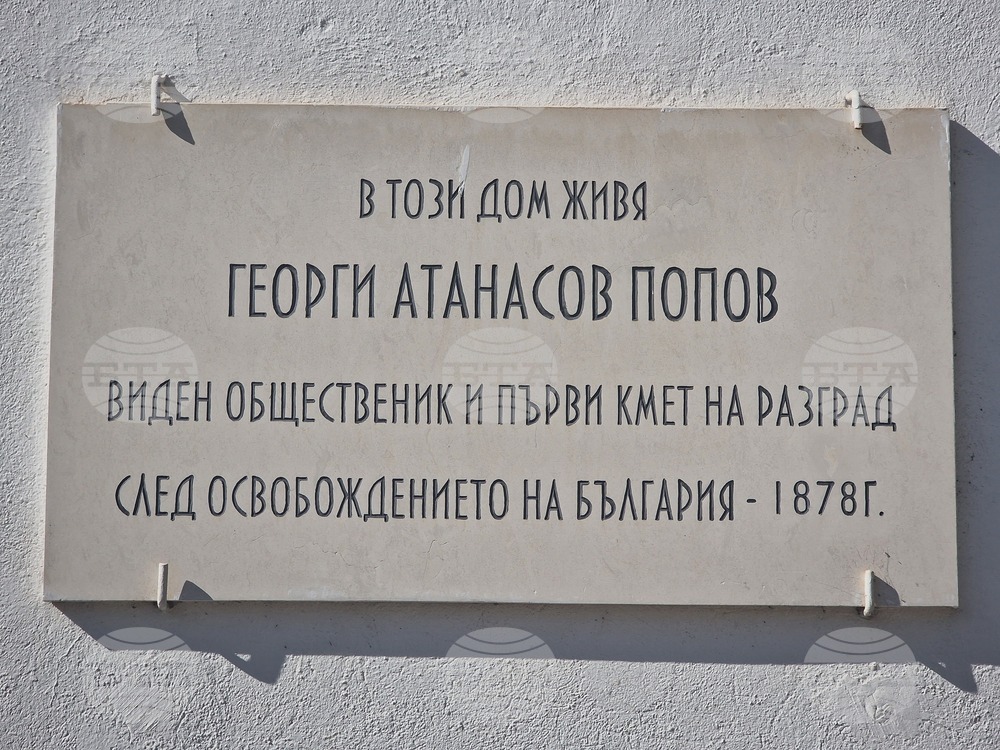 В ТОЗИ ДОМ ЖИВЯ
ГЕОРГИ АТАНАСОВ ПОПОВ
ВИДЕН ОБЩЕСТВЕНИК И ПЪРВИ КМЕТ НА РАЗГРАД
СЛЕД ОСВОБОЖДЕНИЕТО НА БЪЛГАРИЯ - 1878Г.